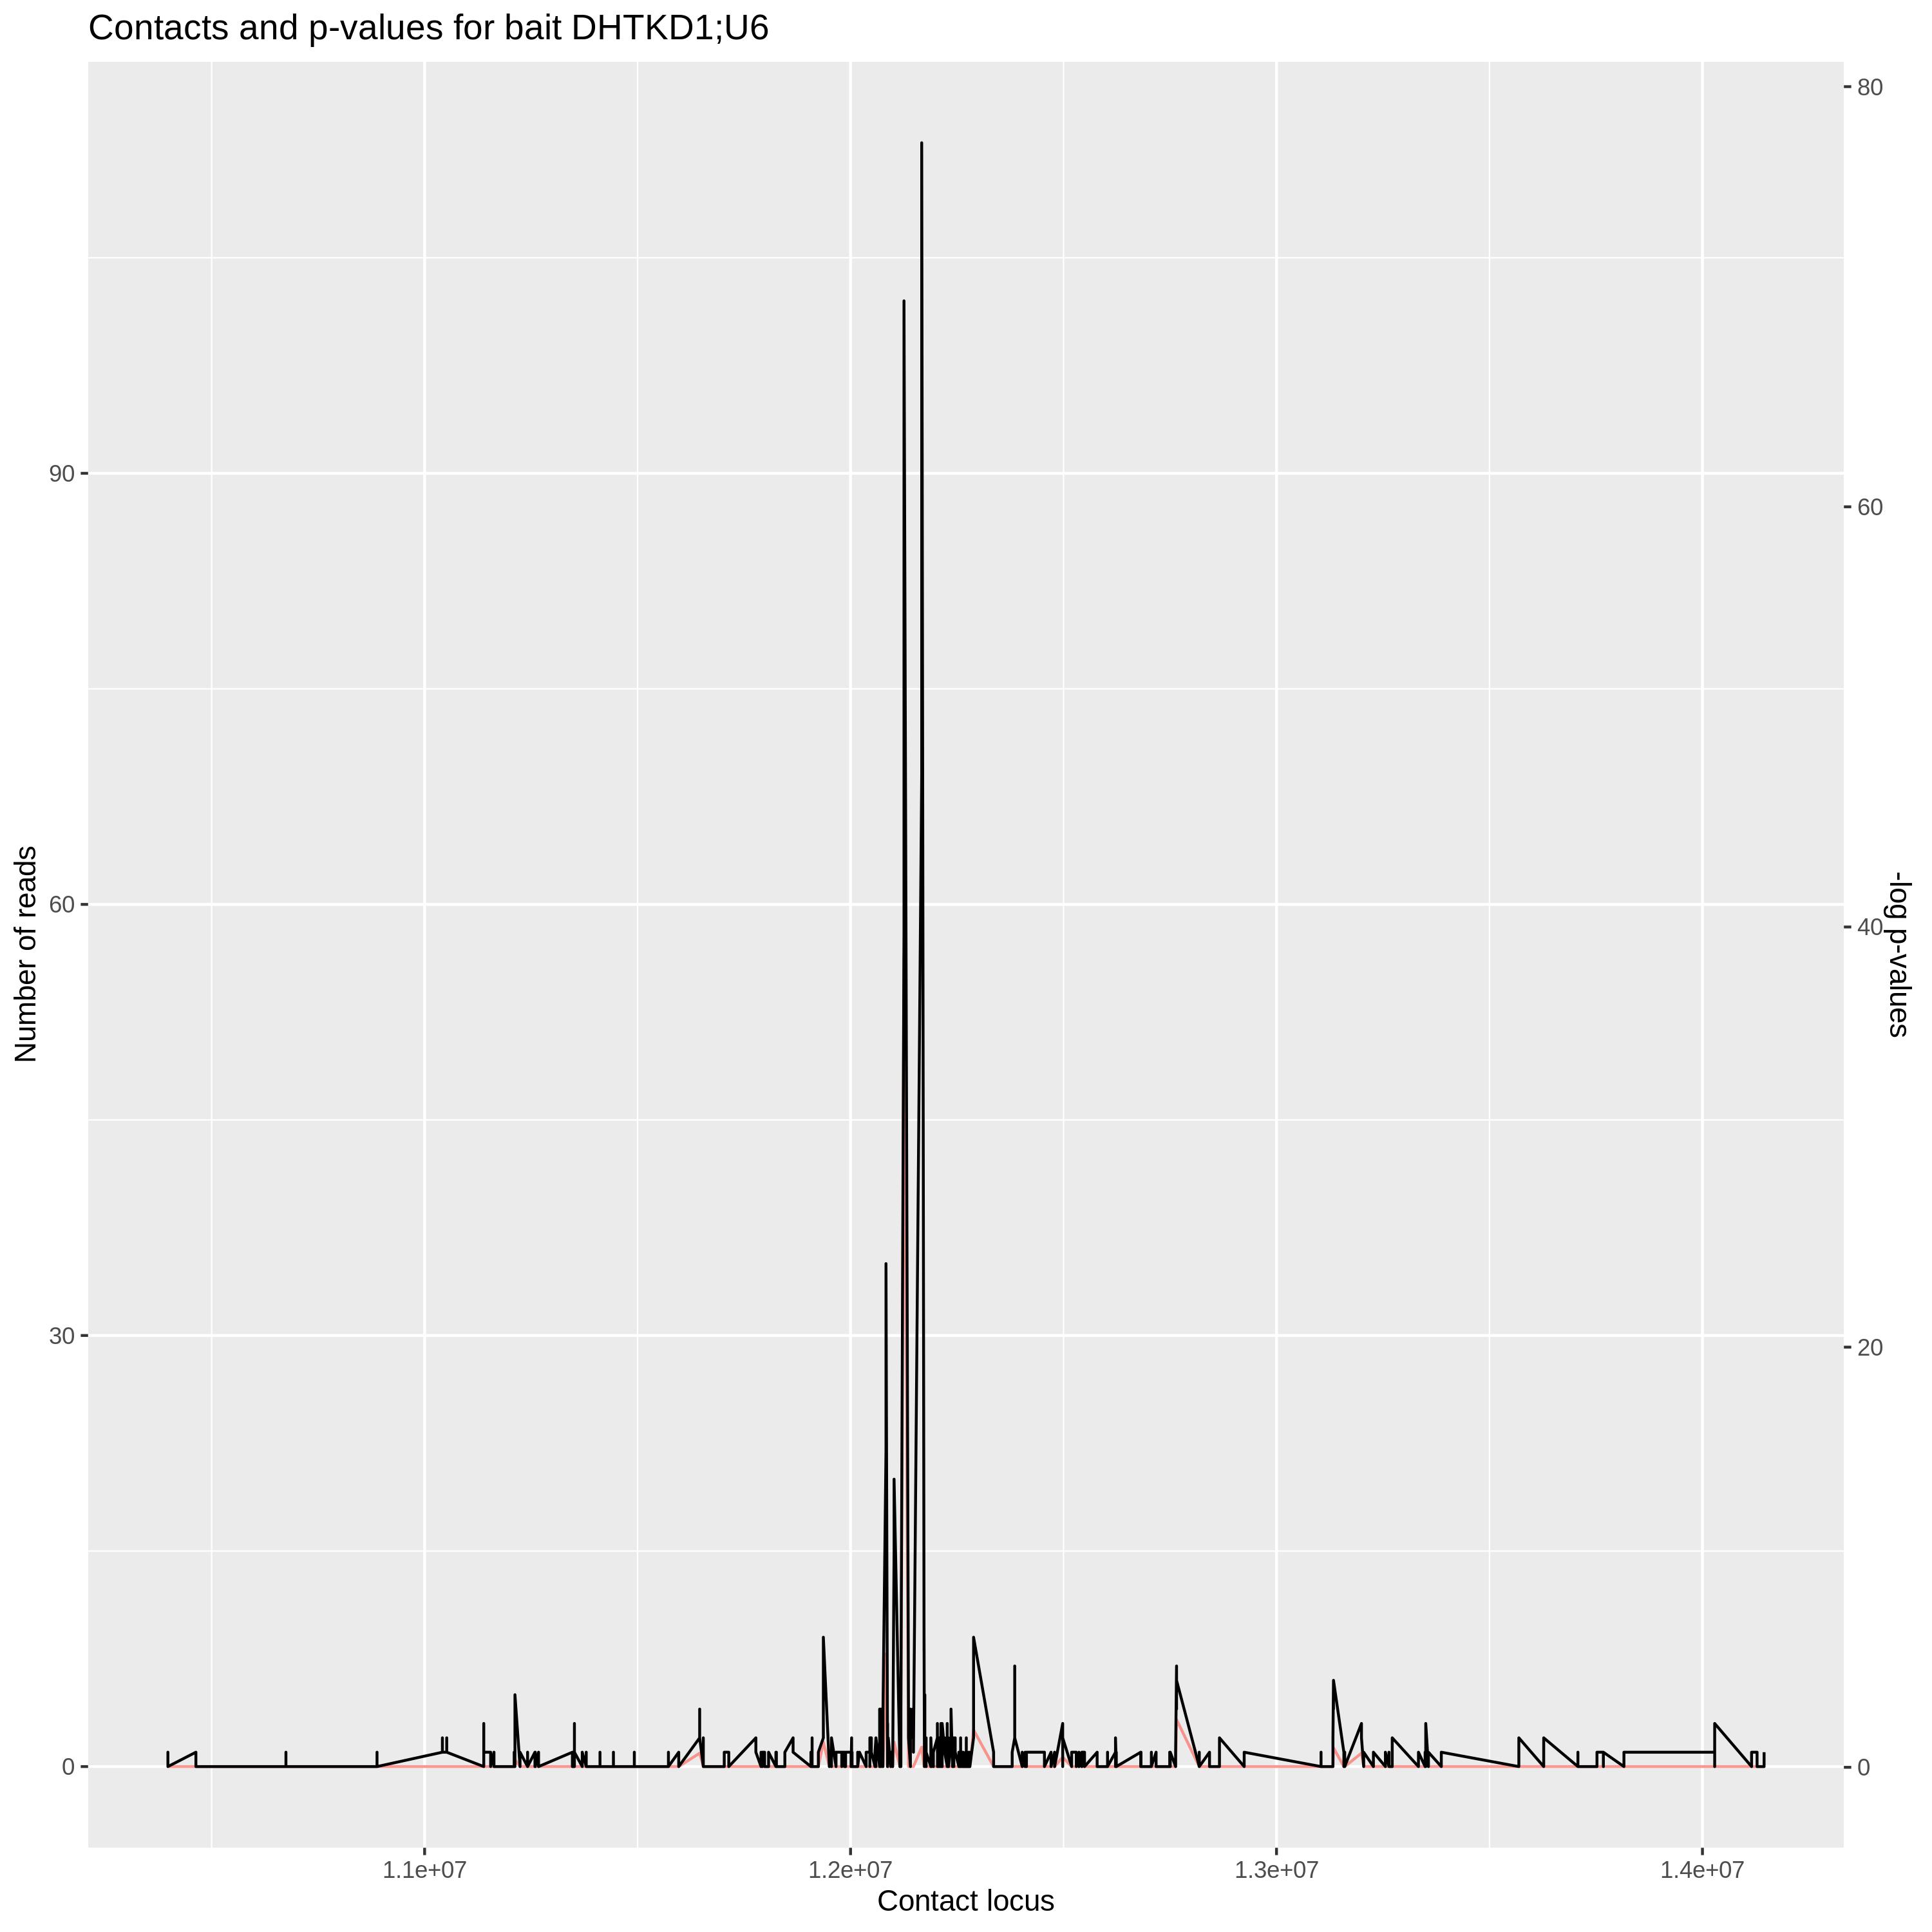 Contacts and p-values for bait DHTKD1;U6
Number of reads
90
60
30
0
80
60
40
20
0
-log p-values
1.1e+07
1.2e+07
1.3e+07
1.4e+07
Contact locus